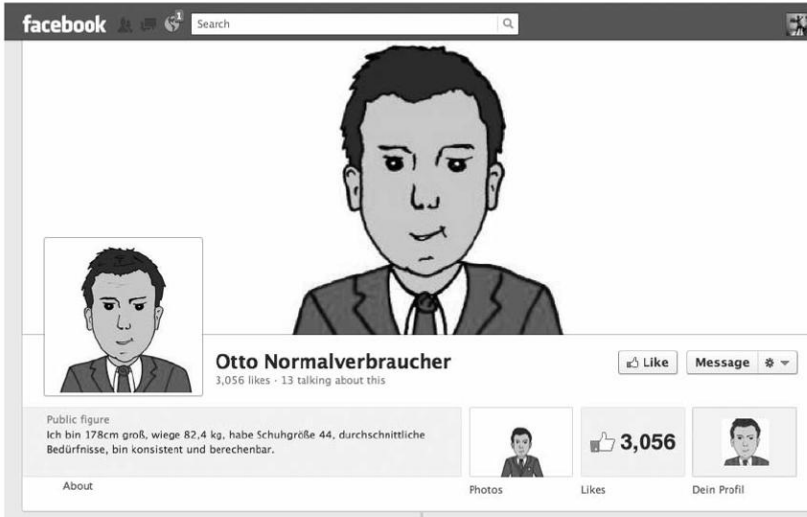 facebook
1
Search
Otto Normalverbraucher
3,056 likes · 13 talking about this
Like
Message
Public figure
Ich bin 178cm groß, wiege 82,4 kg, habe Schuhgröße 44, durchschnittliche
Bedürfnisse, bin konsistent und berechenbar.
About
3,056
Photos
Likes
Dein Profil